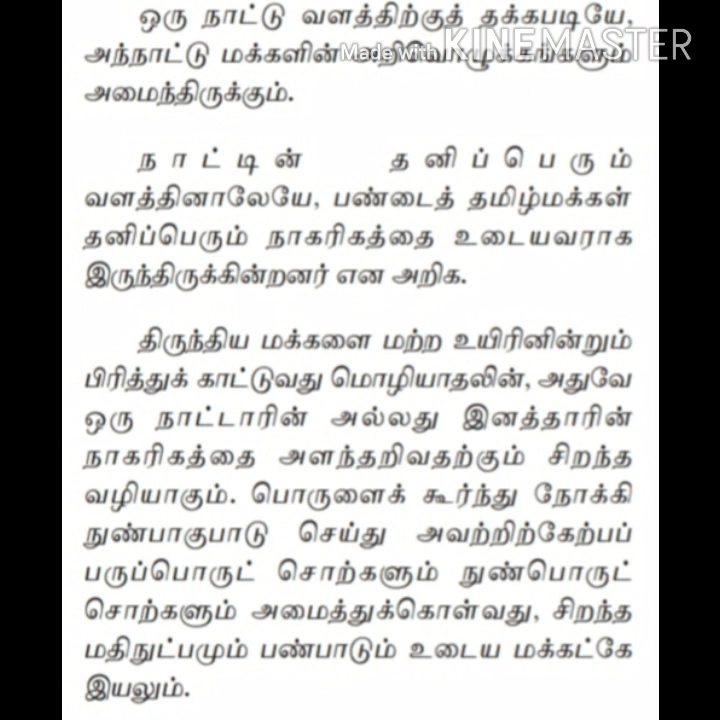 ஒரு நாட்டு வளத்திற்குத் தக்கபடியே,
அந்நாட்டு மக்களின்
Made with KINEMASTER
அமைந்திருக்கும்.
நாட்டின் தனிப்பெரும்
வளத்தினாலேயே, பண்டைத் தமிழ்மக்கள்
தனிப்பெரும் நாகரிகத்தை உடையவராக
இருந்திருக்கின்றனர் என அறிக.
திருந்திய மக்களை மற்ற உயிரினின்றும்
பிரித்துக் காட்டுவது மொழியாதலின், அதுவே
ஒரு நாட்டாரின் அல்லது இனத்தாரின்
நாகரிகத்தை அளந்தறிவதற்கும் சிறந்த
வழியாகும். பொருளைக் கூர்ந்து நோக்கி
நுண்பாகுபாடு செய்து அவற்றிற்கேற்பப்
பருப்பொருட் சொற்களும் நுண்பொருட்
சொற்களும் அமைத்துக்கொள்வது, சிறந்த
மதிநுட்பமும் பண்பாடும் உடைய மக்கட்கே
இயலும்.